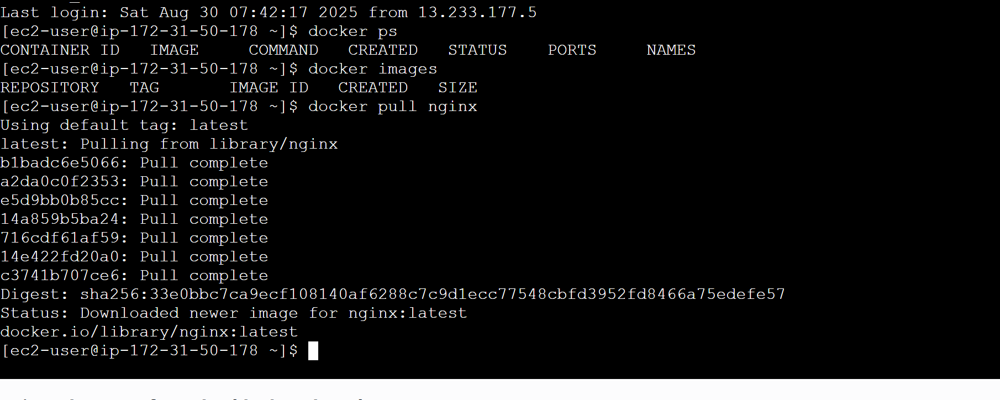 Last login: Sat Aug 30 07:42:17 2025 from 13.233.177.5
[ec2-user@ip-172-31-50-178 ~]$ docker ps
CONTAINER ID   IMAGE     COMMAND   CREATED   STATUS    PORTS     NAMES
[ec2-user@ip-172-31-50-178 ~]$ docker images
REPOSITORY   TAG       IMAGE ID   CREATED   SIZE
[ec2-user@ip-172-31-50-178 ~]$ docker pull nginx
Using default tag: latest
latest: Pulling from library/nginx
b1badc6e5066: Pull complete
a2da0c0f2353: Pull complete
e5d9bb0b85cc: Pull complete
14a859b5ba24: Pull complete
716cdf61af59: Pull complete
14e422fd20a0: Pull complete
c3741b707ce6: Pull complete
Digest: sha256:33e0bbc7ca9ecf108140af6288c7c9d1ecc77548cbfd3952fd8466a75edefe57
Status: Downloaded newer image for nginx:latest
docker.io/library/nginx:latest
[ec2-user@ip-172-31-50-178 ~]$